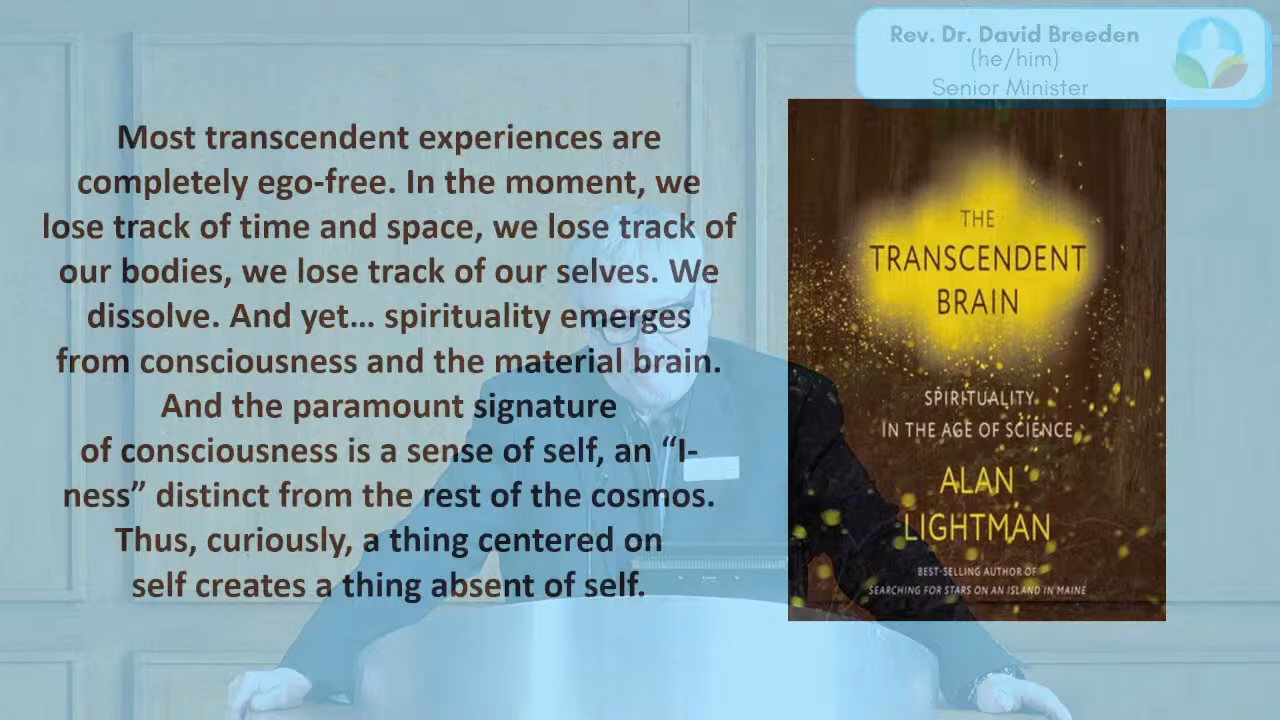 Rev. Dr. David Breeden
(he/him)
Senior Minister
Most transcendent experiences are
completely ego-free. In the moment, we
lose track of time and space, we lose track of
our bodies, we lose track of our selves. We
dissolve. And yet… spirituality emerges
from consciousness and the material brain.
And the paramount signature
of consciousness is a sense of self, an “I-
ness” distinct from the rest of the cosmos.
Thus, curiously, a thing centered on
self creates a thing absent of self.
THE
TRANSCENDENT
BRAIN
SPIRITUALITY
IN THE AGE OF SCIENCE
ALAN
LIGHTMAN
BEST-SELLING AUTHOR OF
SEARCHING FOR STARS ON AN ISLAND IN MAINE